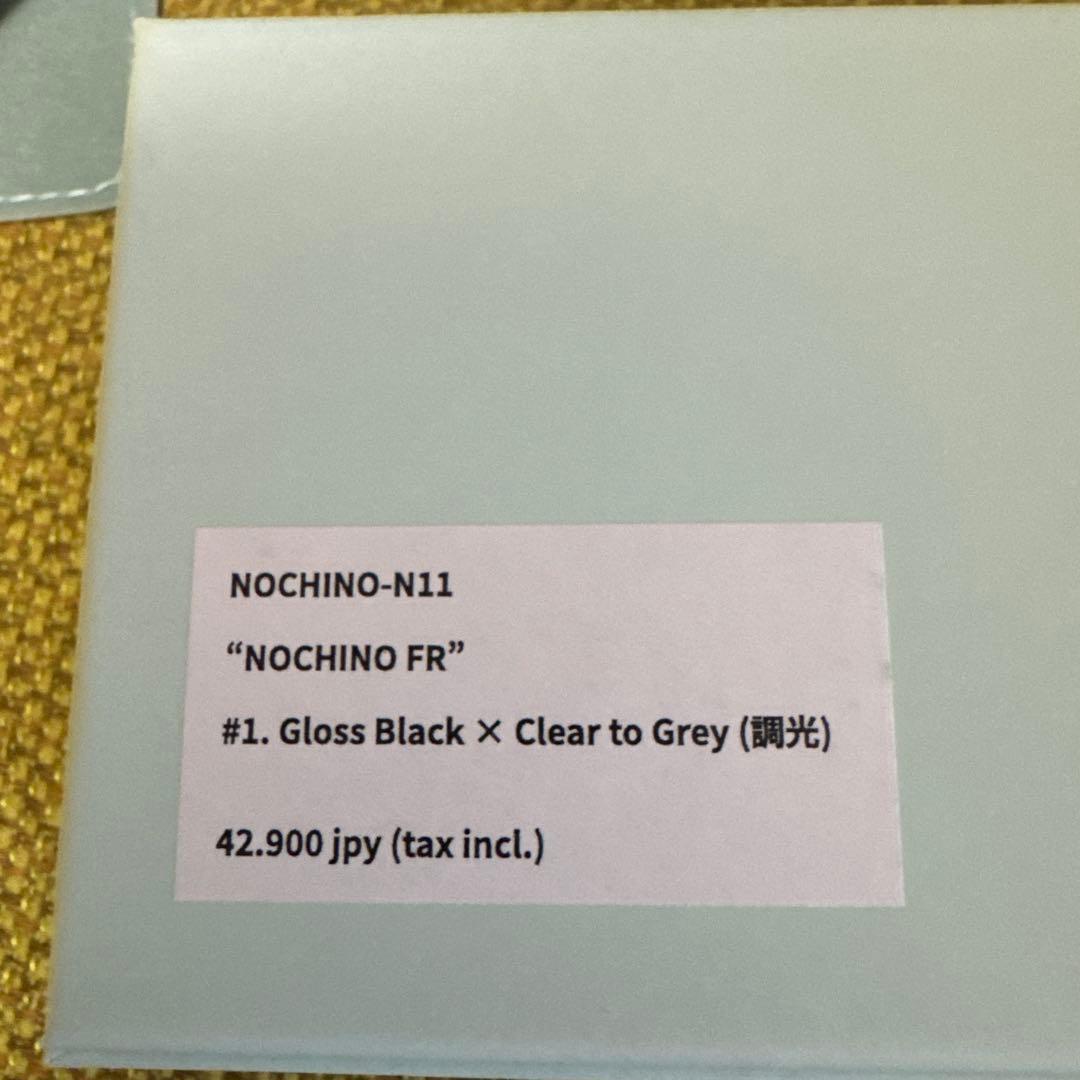 NOCHINO-N11
“NOCHINO FR”
#1. Gloss Black × Clear to Grey (調光)
42.900 jpy (tax incl.)